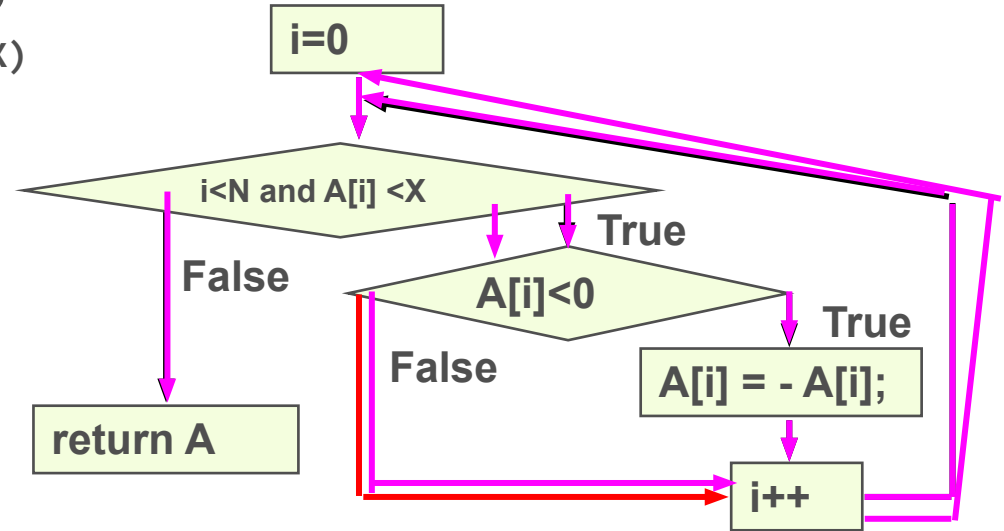 )
X)
i=0
i<N and A[i] <X
True
False
A[i]<0
True
False
A[i] = - A[i];
return A
i++